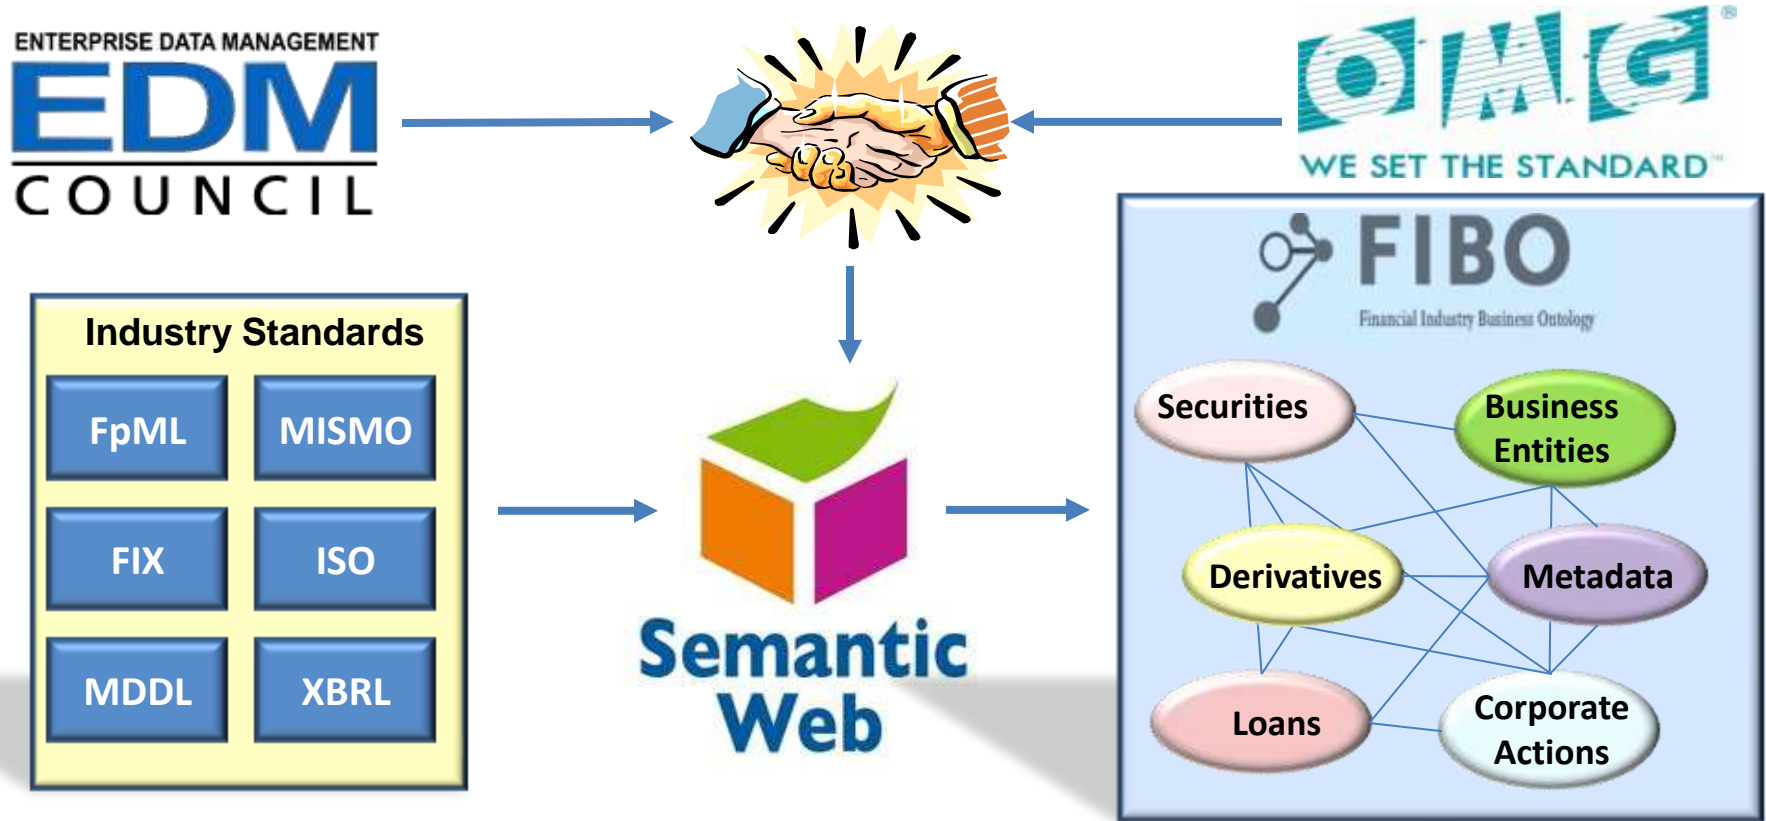 ENTERPRISE DATA MANAGEMENT
EDM
COUNCIL
OMG®
WE SET THE STANDARD™
Industry Standards
FpML
MISMO
FIX
ISO
MDDL
XBRL
Semantic
Web
FIBO
Financial Industry Business Ontology
Securities
Business
Entities
Derivatives
Metadata
Loans
Corporate
Actions